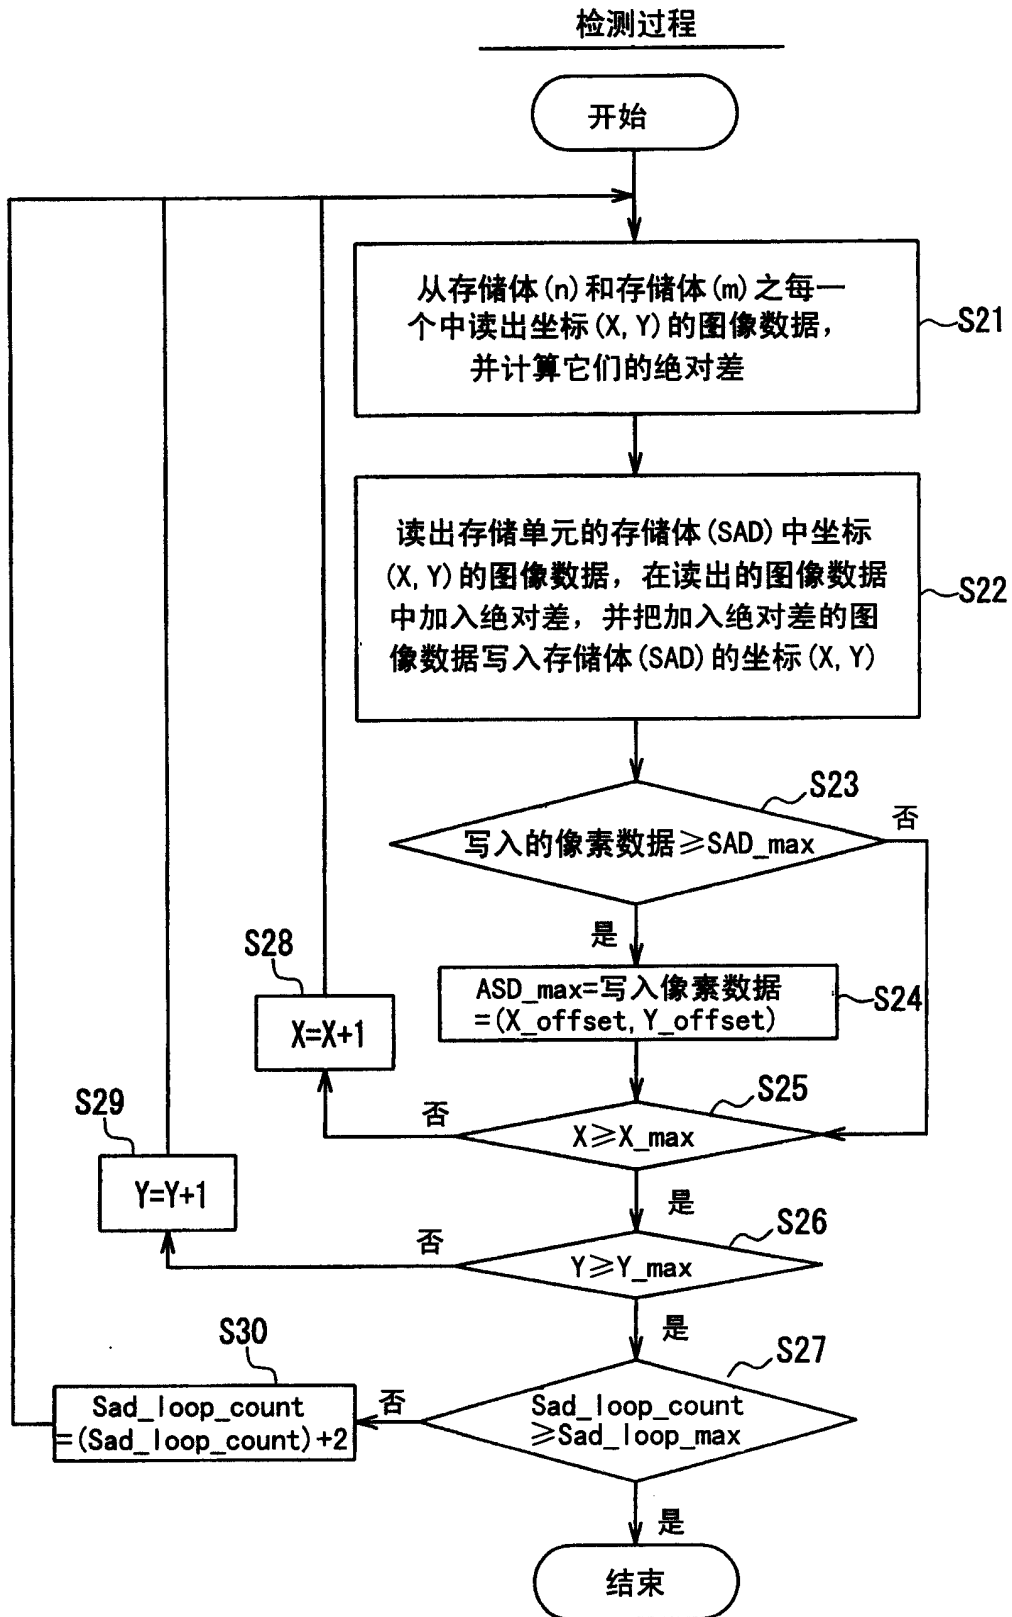 检测过程
开始
从存储体(n)和存储体(m)之每一
个中读出坐标(X,Y)的图像数据,
并计算它们的绝对差
S21
读出存储单元的存储体(SAD)中坐标
(X,Y)的图像数据, 在读出的图像数据
中加入绝对差, 并把加入绝对差的图
像数据写入存储体(SAD)的坐标(X,Y)
S22
S23
写入的像素数据≥SAD_max
否
是
S24
ASD_max=写入像素数据
=(X_offset,Y_offset)
S28
X=X+1
S25
否
X≥X_max
是
S29
Y=Y+1
S26
否
Y≥Y_max
是
S30
Sad_loop_count
=(Sad_loop_count)+2
S27
否
Sad_loop_count
≥Sad_loop_max
是
结束